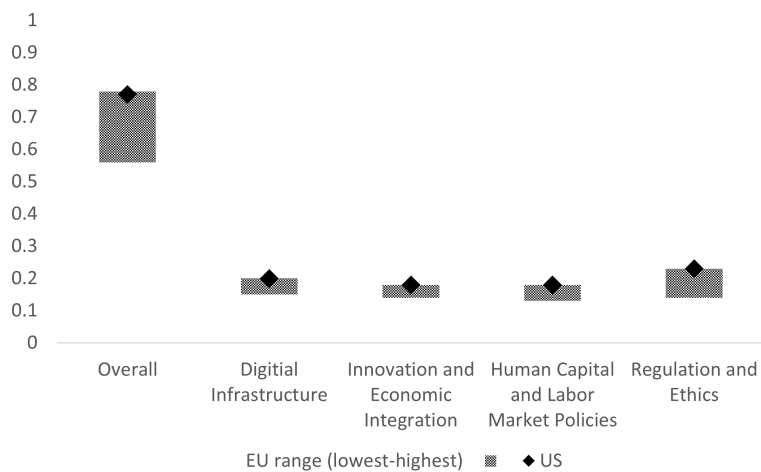 1
0.9
0.8
0.7
0.6
0.5
0.4
0.3
0.2
0.1
0
Overall
Digitial
Infrastructure
Innovation and
Economic
Integration
Human Capital
and Labor
Market Policies
Regulation and
Ethics
EU range (lowest-highest) US